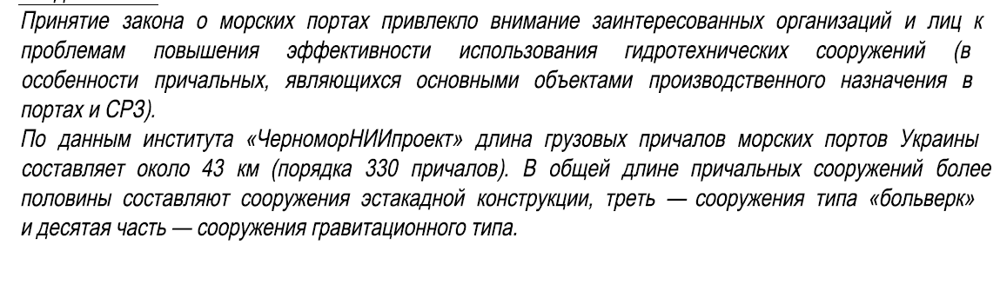 Принятие закона о морских портах привлекло внимание заинтересованных организаций и лиц к
проблемам повышения эффективности использования гидротехнических сооружений (в
особенности причальных, являющихся основными объектами производственного назначения в
портах и СРЗ).
По данным института «ЧерноморНИИпроект» длина грузовых причалов морских портов Украины
составляет около 43 км (порядка 330 причалов). В общей длине причальных сооружений более
половины составляют сооружения эстакадной конструкции, треть — сооружения типа «больверк»
и десятая часть — сооружения гравитационного типа.